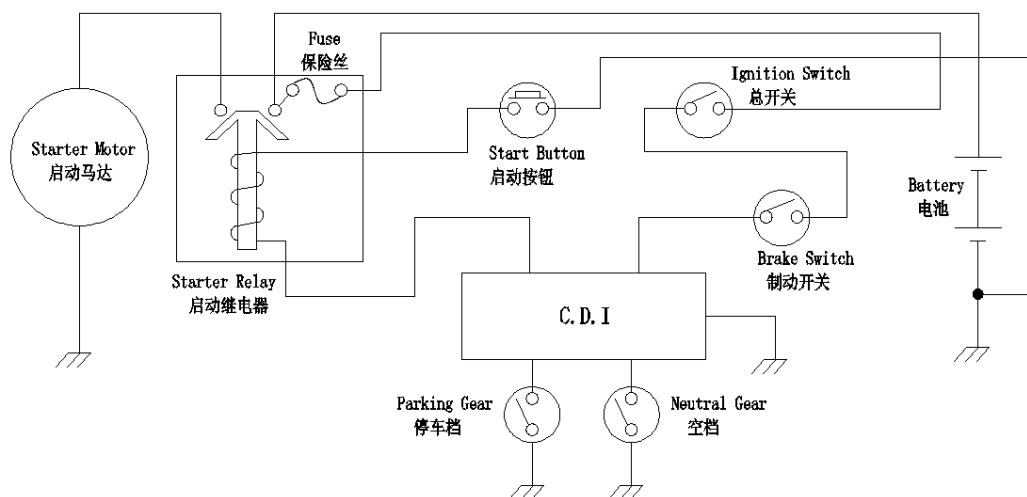 Fuse
保险丝
Ignition Switch
总开关
Starter Motor
启动马达
Start Button
启动按钮
Battery
电池
Brake Switch
制动开关
Starter Relay
启动继电器
C.D.I
Parking Gear
停车档
Neutral Gear
空档